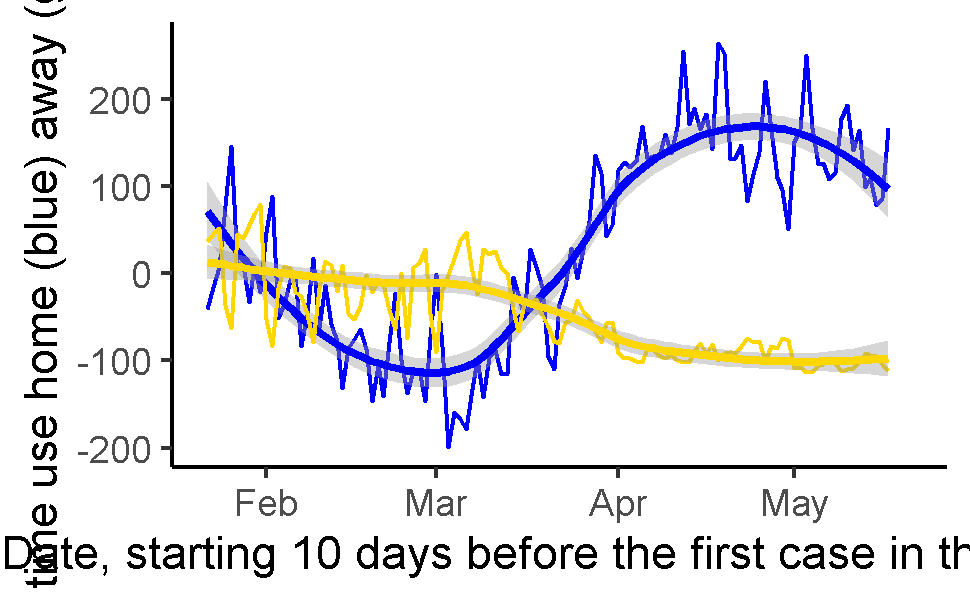 time use home (blue) away (
200
100
0
-100
-200
Feb Mar Apr May
Date, starting 10 days before the first case in th